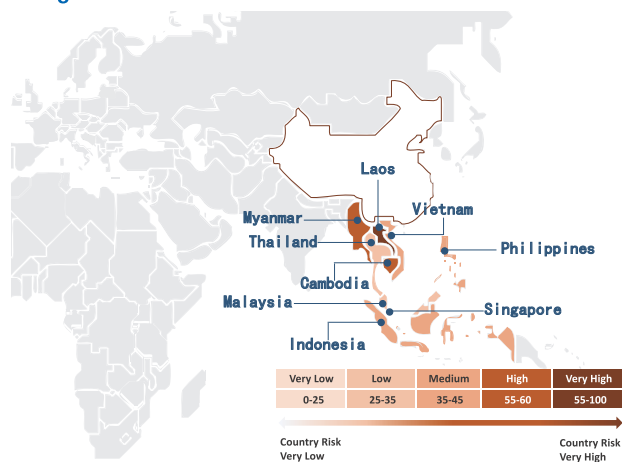 Laos
Vietnam
Myanmar
Thailand
Philippines
Cambodia
Malaysia
Singapore
Indonesia
Very Low Low Medium High Very High
0-25 25-35 35-45 55-60 55-100
Country Risk Very Low
Country Risk Very High